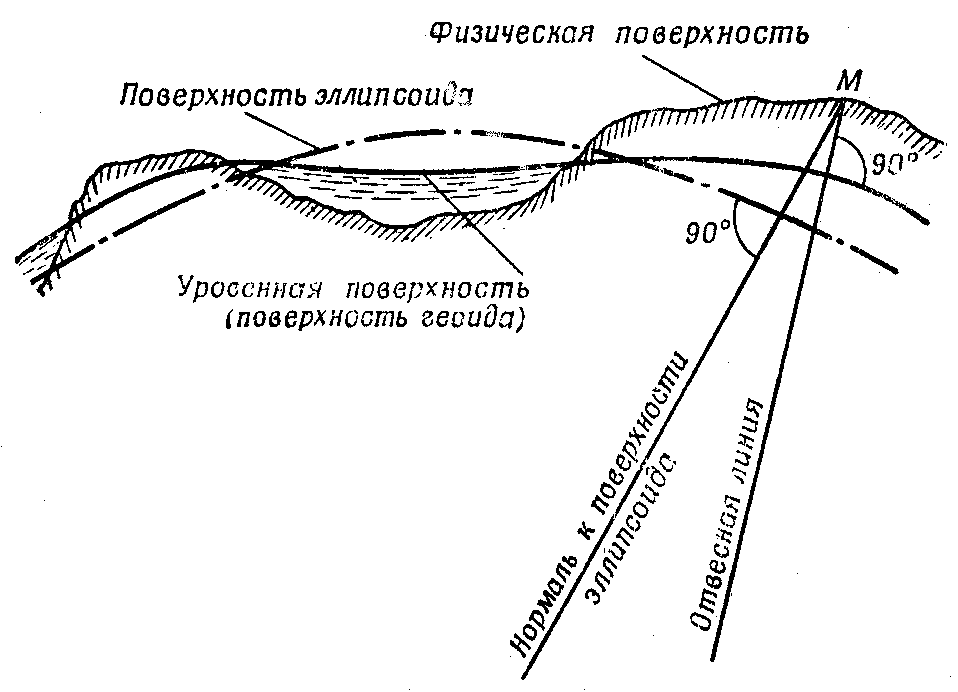 Физическая поверхность
М
Поверхность эллипсоида
90°
90°
Уровенная поверхность
(поверхность геоида)
Нормаль к поверхности
эллипсоида
Отвесная линия